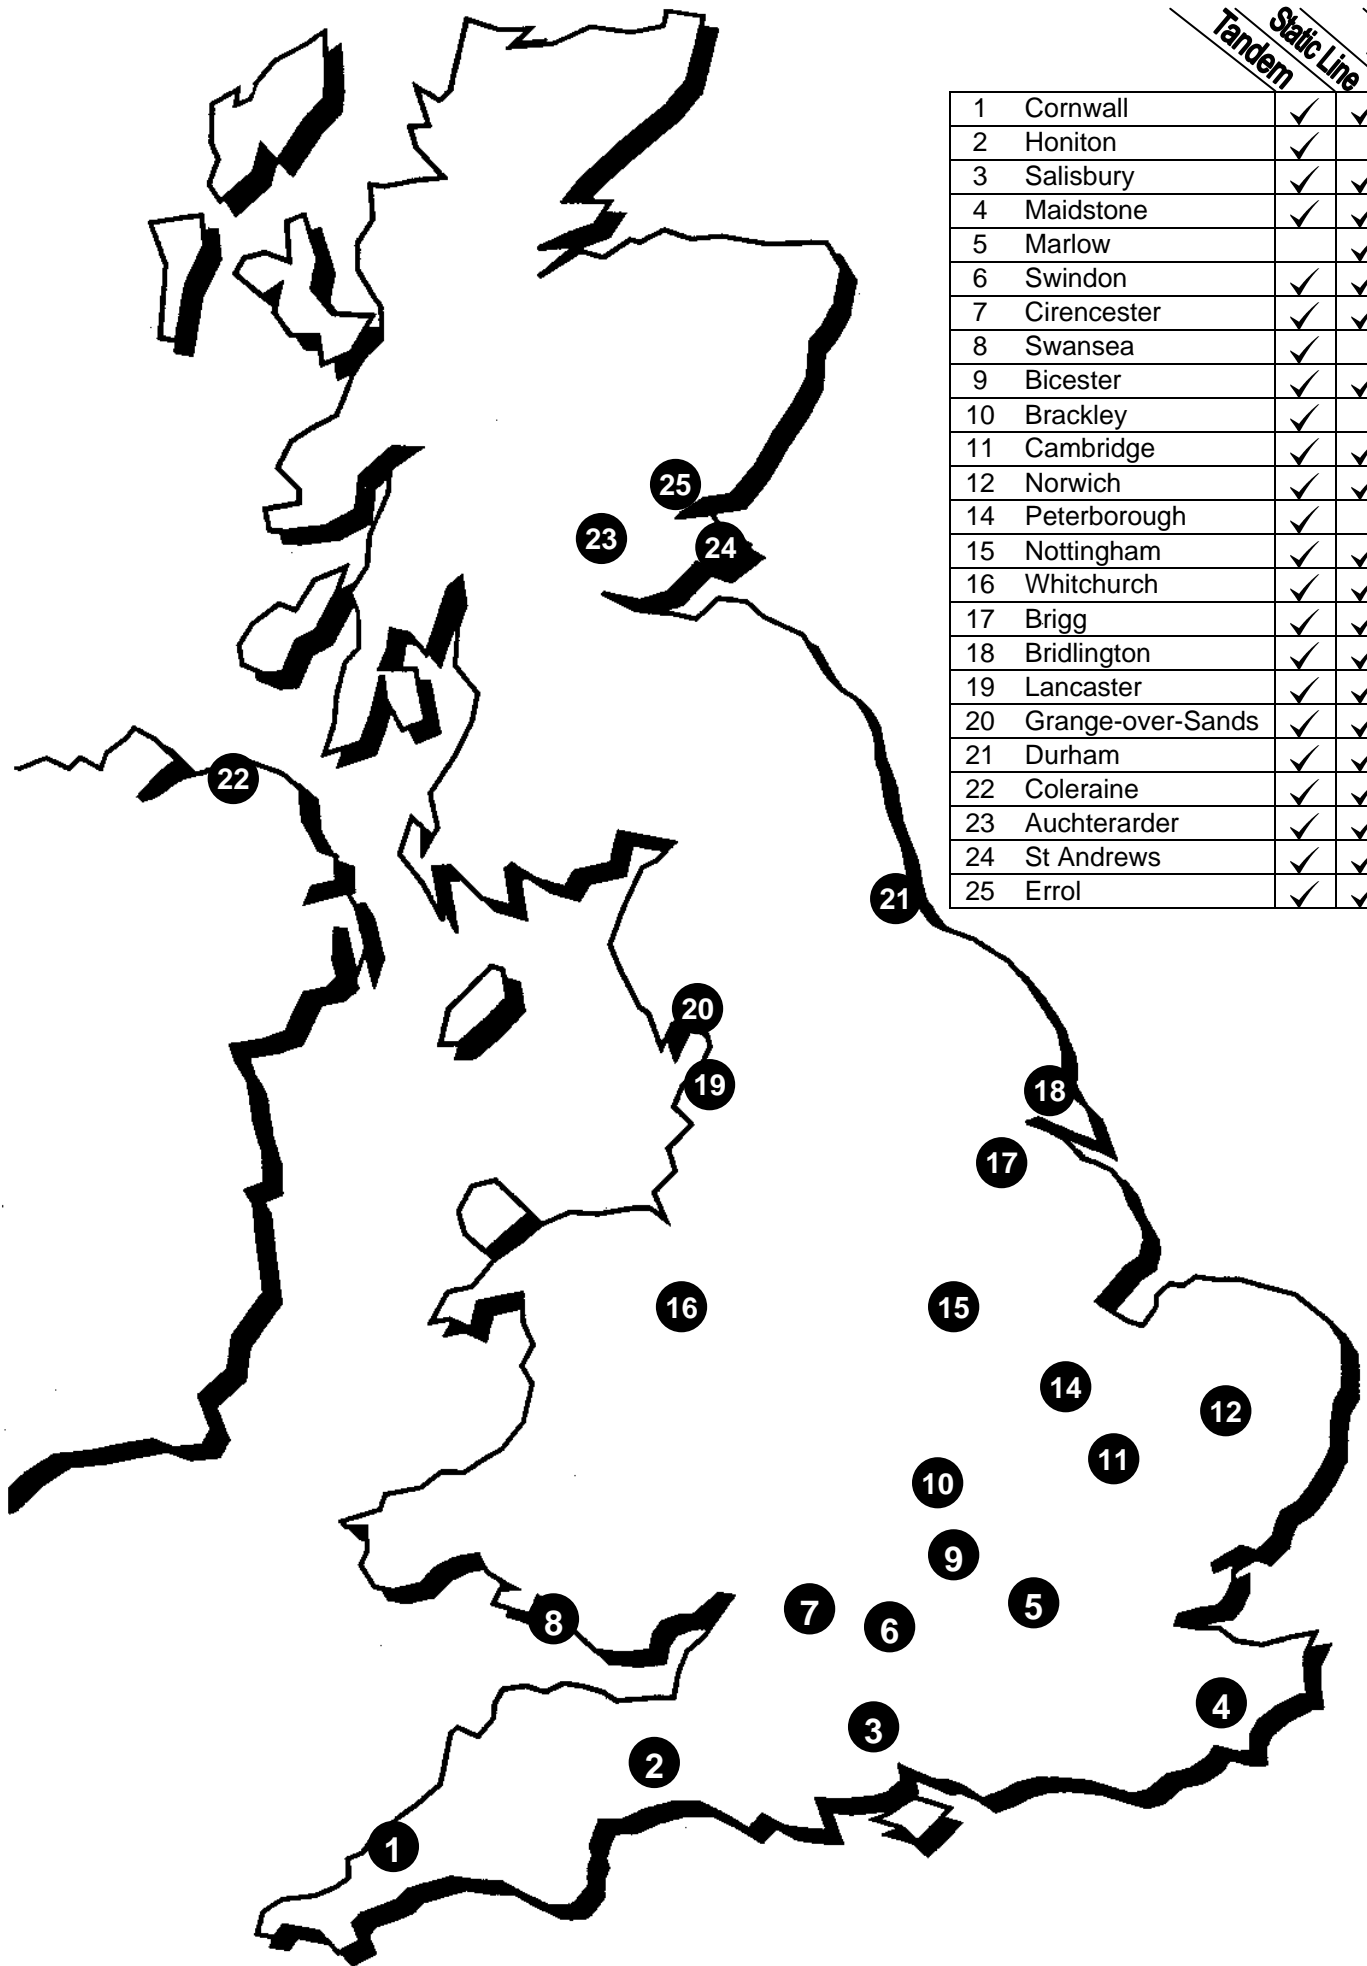 Tandem
Static Line
1 Cornwall ✓ ✓
2 Honiton ✓
3 Salisbury ✓ ✓
4 Maidstone ✓ ✓
5 Marlow ✓
6 Swindon ✓ ✓
7 Cirencester ✓ ✓
8 Swansea ✓
9 Bicester ✓ ✓
10 Brackley ✓
11 Cambridge ✓ ✓
12 Norwich ✓ ✓
14 Peterborough ✓
15 Nottingham ✓ ✓
16 Whitchurch ✓ ✓
17 Brigg ✓ ✓
18 Bridlington ✓ ✓
19 Lancaster ✓ ✓
20 Grange-over-Sands ✓ ✓
21 Durham ✓ ✓
22 Coleraine ✓ ✓
23 Auchterarder ✓ ✓
24 St Andrews ✓ ✓
25 Errol ✓ ✓
25
23
24
22
21
20
19
18
17
16
15
14
12
11
10
9
5
7
6
8
4
3
2
1